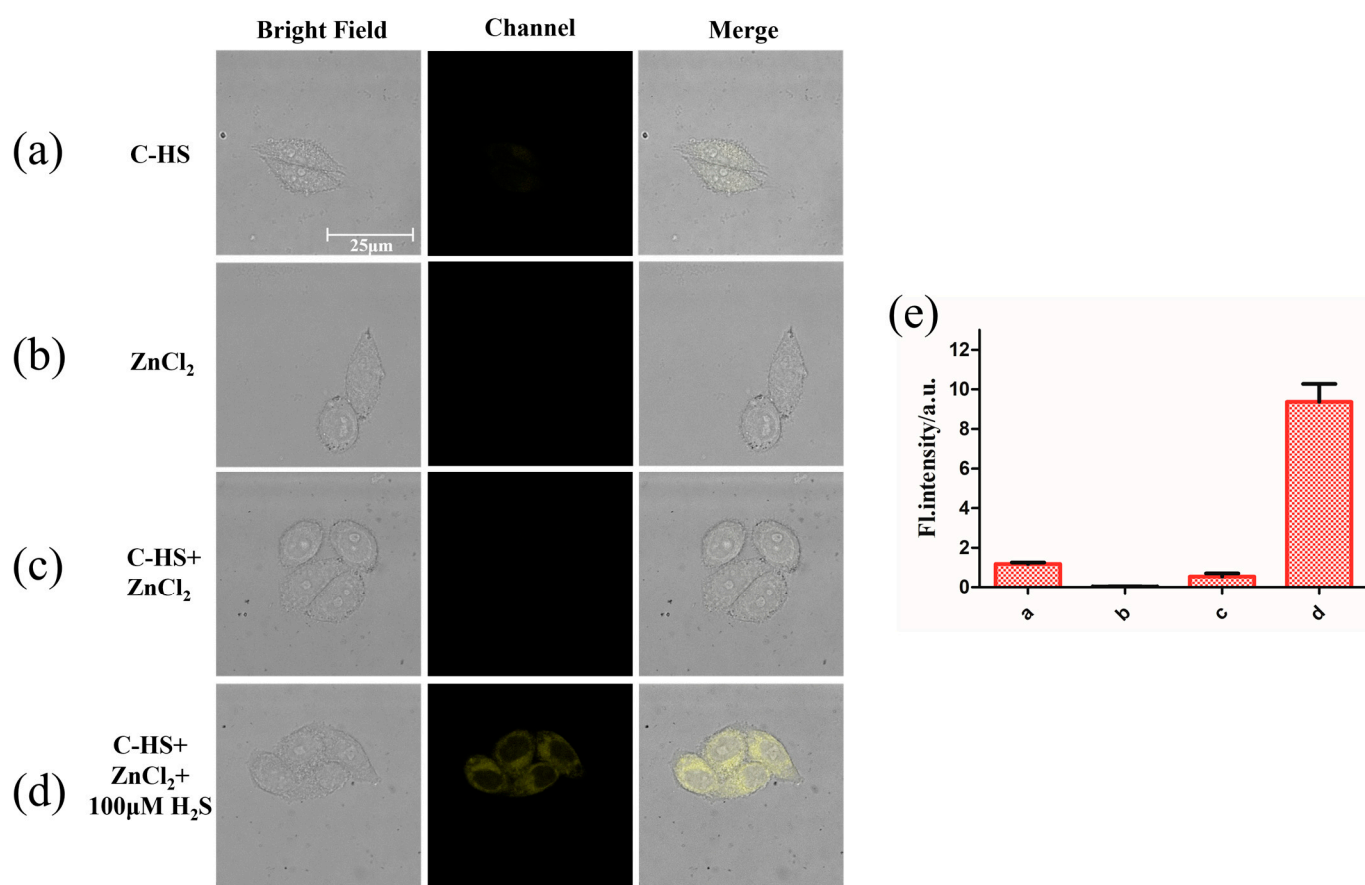 Bright Field
Channel
Merge
(a)
C-HS
25μm
(b)
ZnCl₂
(c)
C-HS+
ZnCl₂
(d)
C-HS+
ZnCl₂+
100μM H₂S
(e)
Fl.intensity/a.u.
12
10
8
6
4
2
0
a
b
c
d